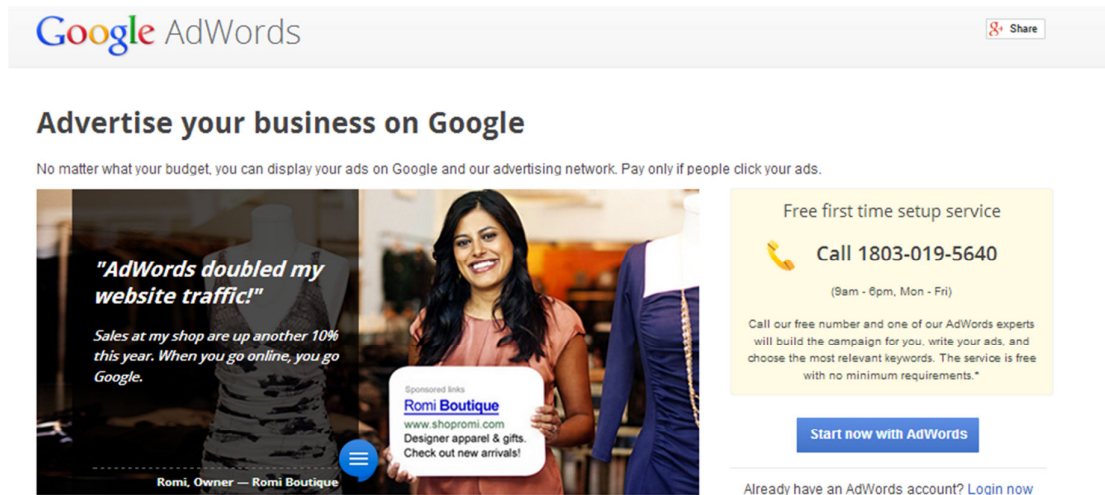 Google AdWords
g+ Share
Advertise your business on Google
No matter what your budget, you can display your ads on Google and our advertising network. Pay only if people click your ads.
"AdWords doubled my
website traffic!"
Sales at my shop are up another 10%
this year. When you go online, you go
Google.
Romi, Owner — Romi Boutique
Sponsored links
Romi Boutique
www.shopromi.com
Designer apparel & gifts.
Check out new arrivals!
Free first time setup service
Call 1803-019-5640
(9am - 6pm, Mon - Fri)
Call our free number and one of our AdWords experts
will build the campaign for you, write your ads, and
choose the most relevant keywords. The service is free
with no minimum requirements.*
Start now with AdWords
Already have an AdWords account? Login now